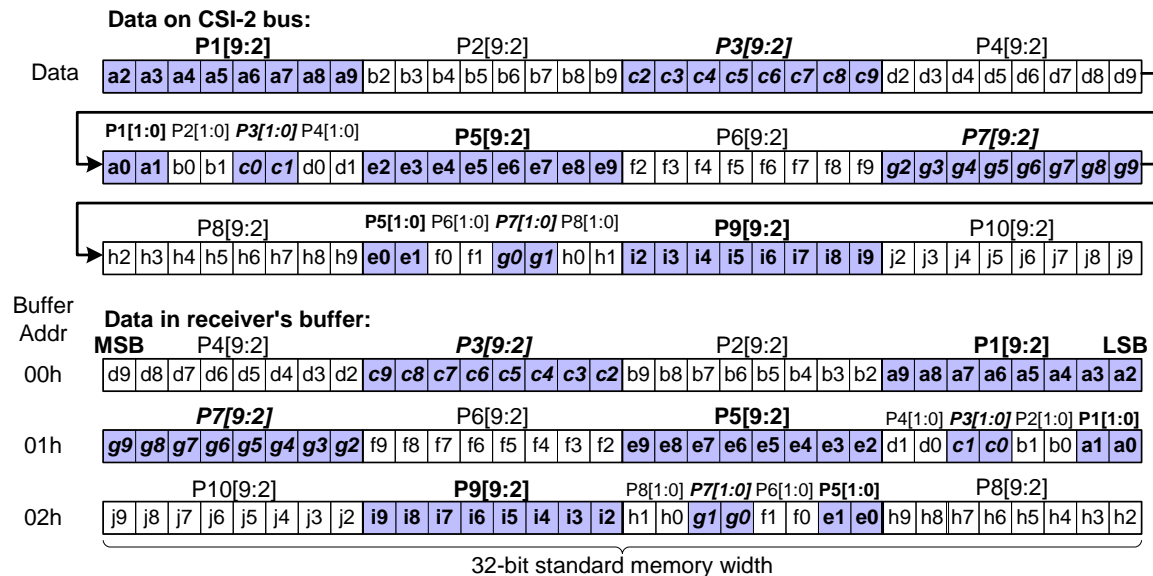 Data on CSI-2 bus:
P1[9:2] P2[9:2] P3[9:2] P4[9:2]
Data a2 a3 a4 a5 a6 a7 a8 a9 b2 b3 b4 b5 b6 b7 b8 b9 c2 c3 c4 c5 c6 c7 c8 c9 d2 d3 d4 d5 d6 d7 d8 d9
P1[1:0] P2[1:0] P3[1:0] P4[1:0] P5[9:2] P6[9:2] P7[9:2]
a0 a1 b0 b1 c0 c1 d0 d1 e2 e3 e4 e5 e6 e7 e8 e9 f2 f3 f4 f5 f6 f7 f8 f9 g2 g3 g4 g5 g6 g7 g8 g9
P8[9:2] P5[1:0] P6[1:0] P7[1:0] P8[1:0] P9[9:2] P10[9:2]
h2 h3 h4 h5 h6 h7 h8 h9 e0 e1 f0 f1 g0 g1 h0 h1 i2 i3 i4 i5 i6 i7 i8 i9 j2 j3 j4 j5 j6 j7 j8 j9
Buffer
Addr
Data in receiver's buffer:
MSB P4[9:2] P3[9:2] P2[9:2] P1[9:2] LSB
00h d9 d8 d7 d6 d5 d4 d3 d2 c9 c8 c7 c6 c5 c4 c3 c2 b9 b8 b7 b6 b5 b4 b3 b2 a9 a8 a7 a6 a5 a4 a3 a2
P7[9:2] P6[9:2] P5[9:2] P4[1:0] P3[1:0] P2[1:0] P1[1:0]
01h g9 g8 g7 g6 g5 g4 g3 g2 f9 f8 f7 f6 f5 f4 f3 f2 e9 e8 e7 e6 e5 e4 e3 e2 d1 d0 c1 c0 b1 b0 a1 a0
P10[9:2] P9[9:2] P8[1:0] P7[1:0] P6[1:0] P5[1:0] P8[9:2]
02h j9 j8 j7 j6 j5 j4 j3 j2 i9 i8 i7 i6 i5 i4 i3 i2 h1 h0 g1 g0 f1 f0 e1 e0 h9 h8 h7 h6 h5 h4 h3 h2
32-bit standard memory width